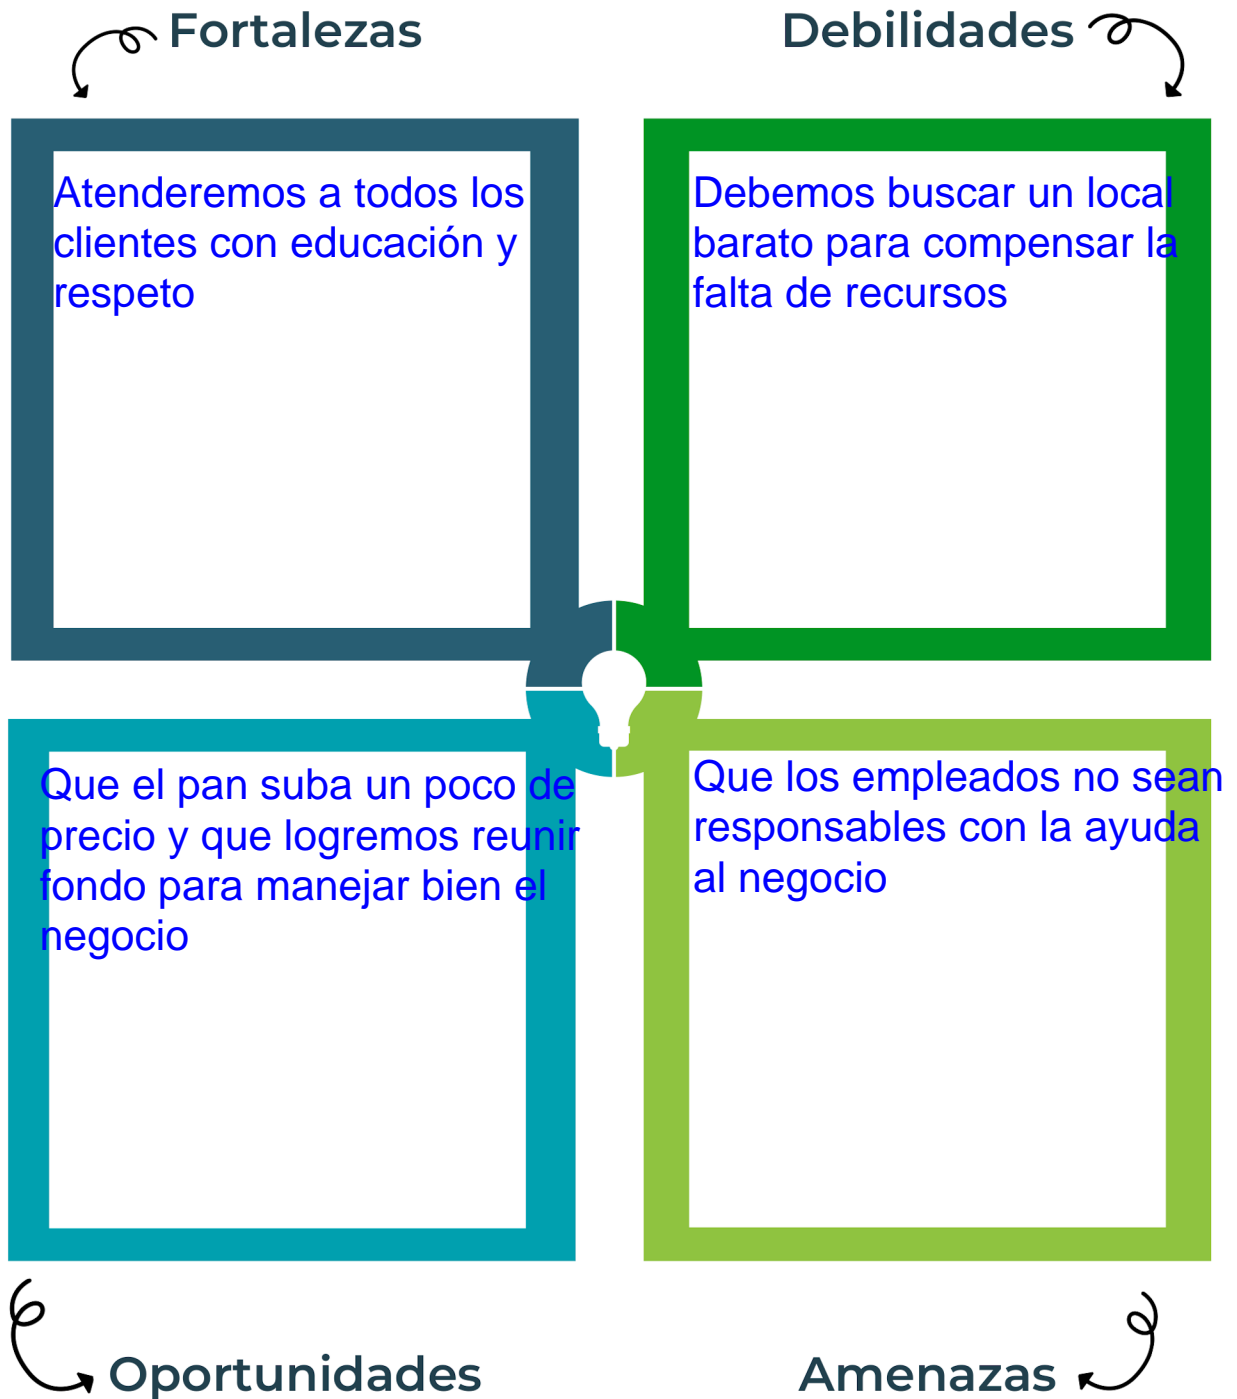 Fortalezas
Atenderemos a todos los
clientes con educación y
respeto
Debilidades
Debemos buscar un local
barato para compensar la
falta de recursos
Que el pan suba un poco de
precio y que logremos reunir
fondo para manejar bien el
negocio
Oportunidades
Que los empleados no sean
responsables con la ayuda
al negocio
Amenazas